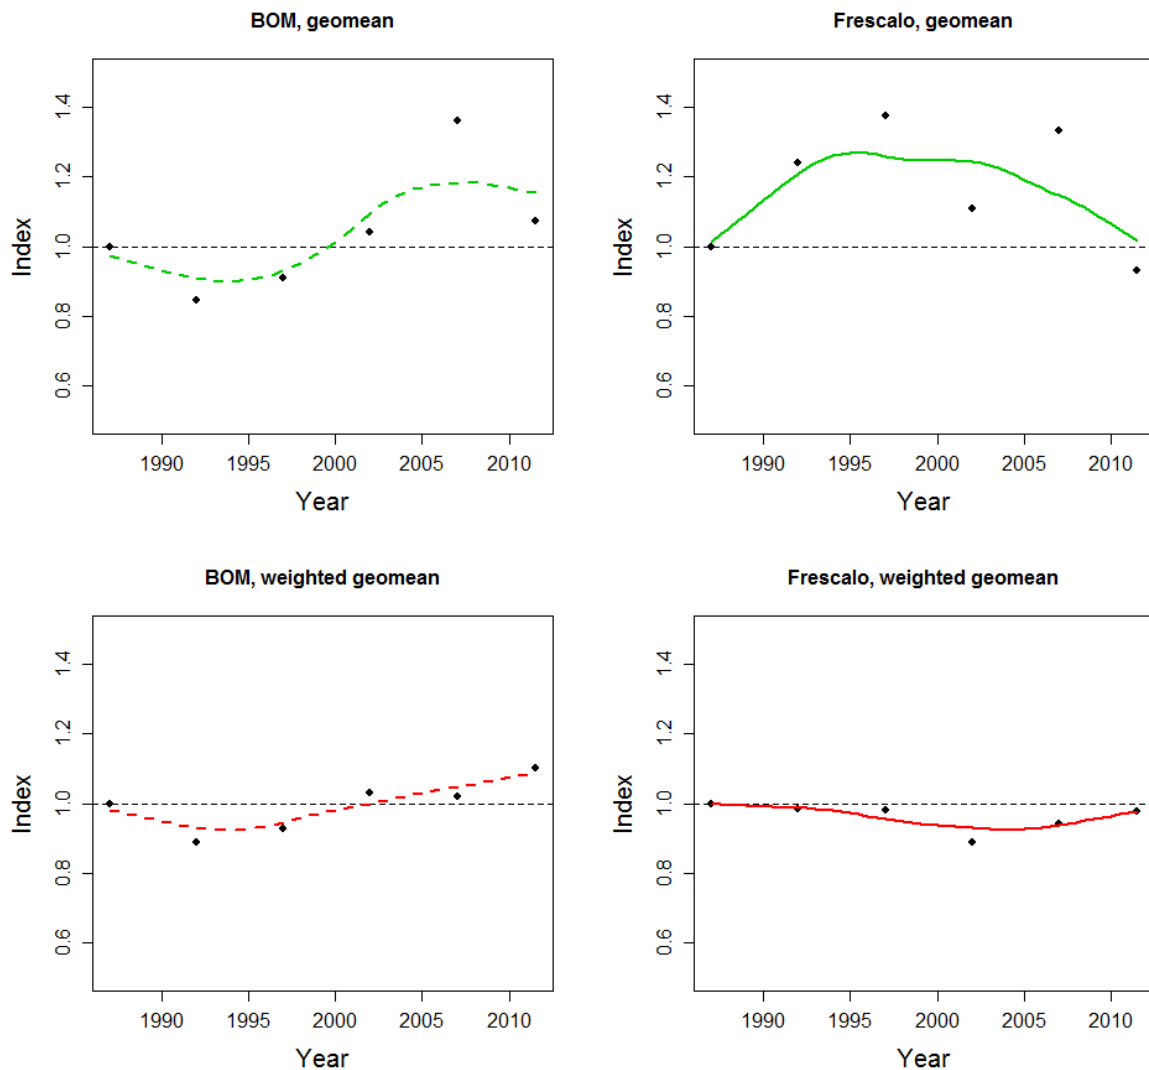 BOM, geomean
Index
0.6 0.8 1.0 1.2 1.4
1990 1995 2000 2005 2010
Year
Frescalo, geomean
Index
0.6 0.8 1.0 1.2 1.4
1990 1995 2000 2005 2010
Year
BOM, weighted geomean
Index
0.6 0.8 1.0 1.2 1.4
1990 1995 2000 2005 2010
Year
Frescalo, weighted geomean
Index
0.6 0.8 1.0 1.2 1.4
1990 1995 2000 2005 2010
Year